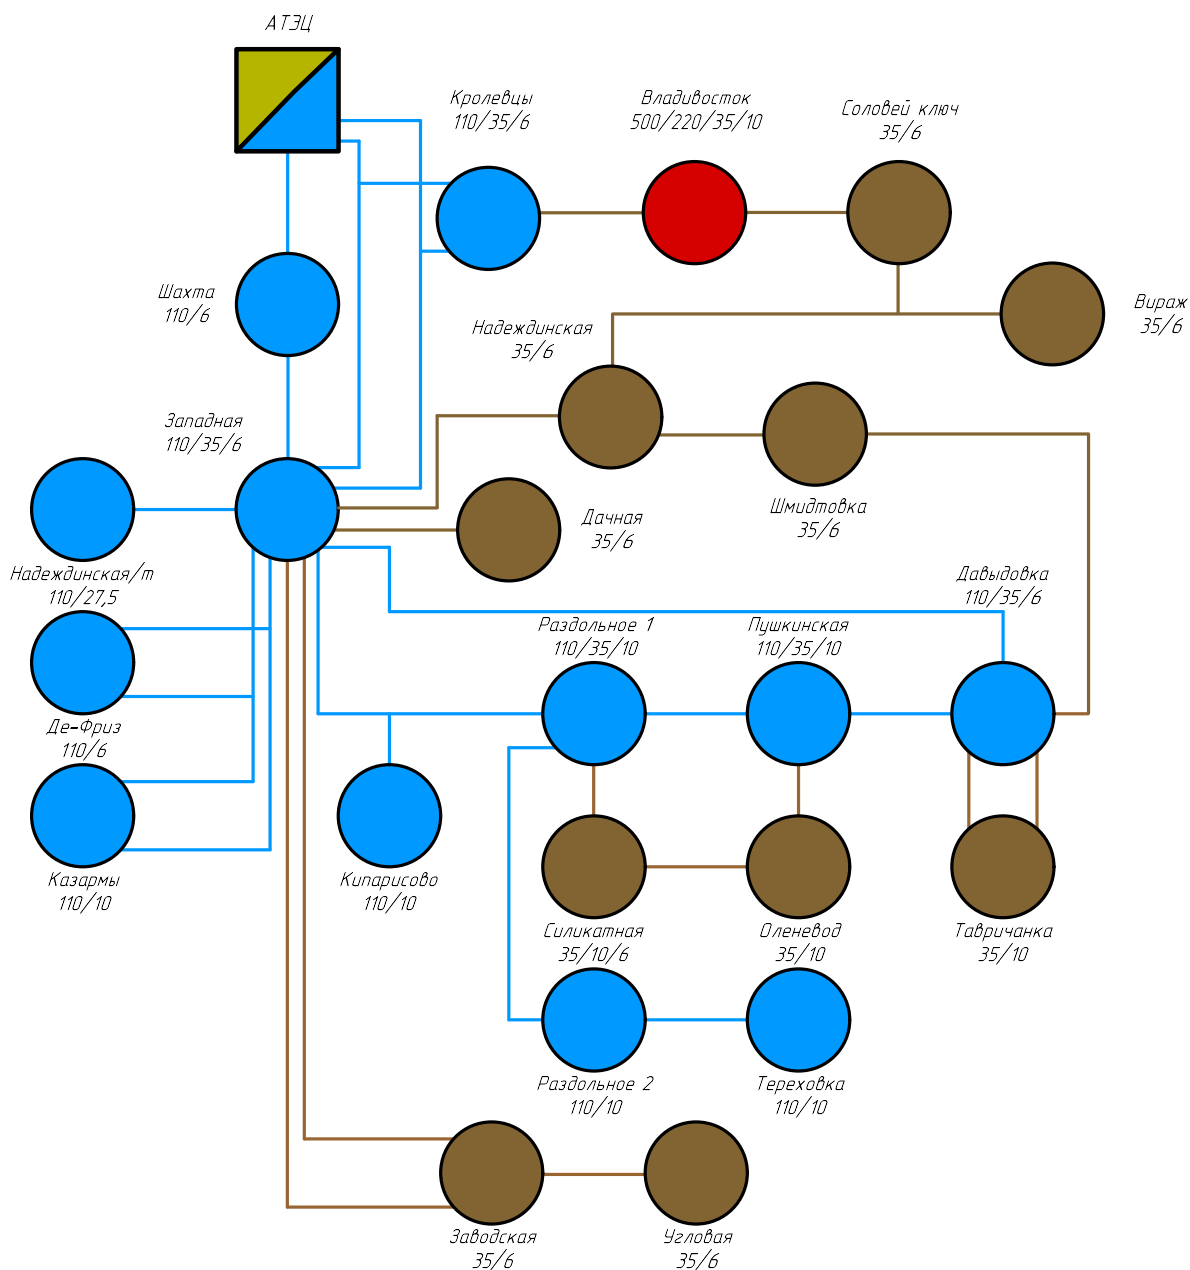 АТЭЦ
Кролевцы
110/35/6
Владивосток
500/220/35/10
Соловей ключ
35/6
Шахта
110/6
Вираж
35/6
Надеждинская
35/6
Западная
110/35/6
Шмидтовка
35/6
Дачная
35/6
Надеждинская/т
110/27,5
Давыдовка
110/35/6
Раздольное 1
110/35/10
Пушкинская
110/35/10
Де-Фриз
110/6
Казармы
110/10
Кипарисово
110/10
Силикатная
35/10/6
Оленевод
35/10
Тавричанка
35/10
Раздольное 2
110/10
Тереховка
110/10
Заводская
35/6
Угловая
35/6